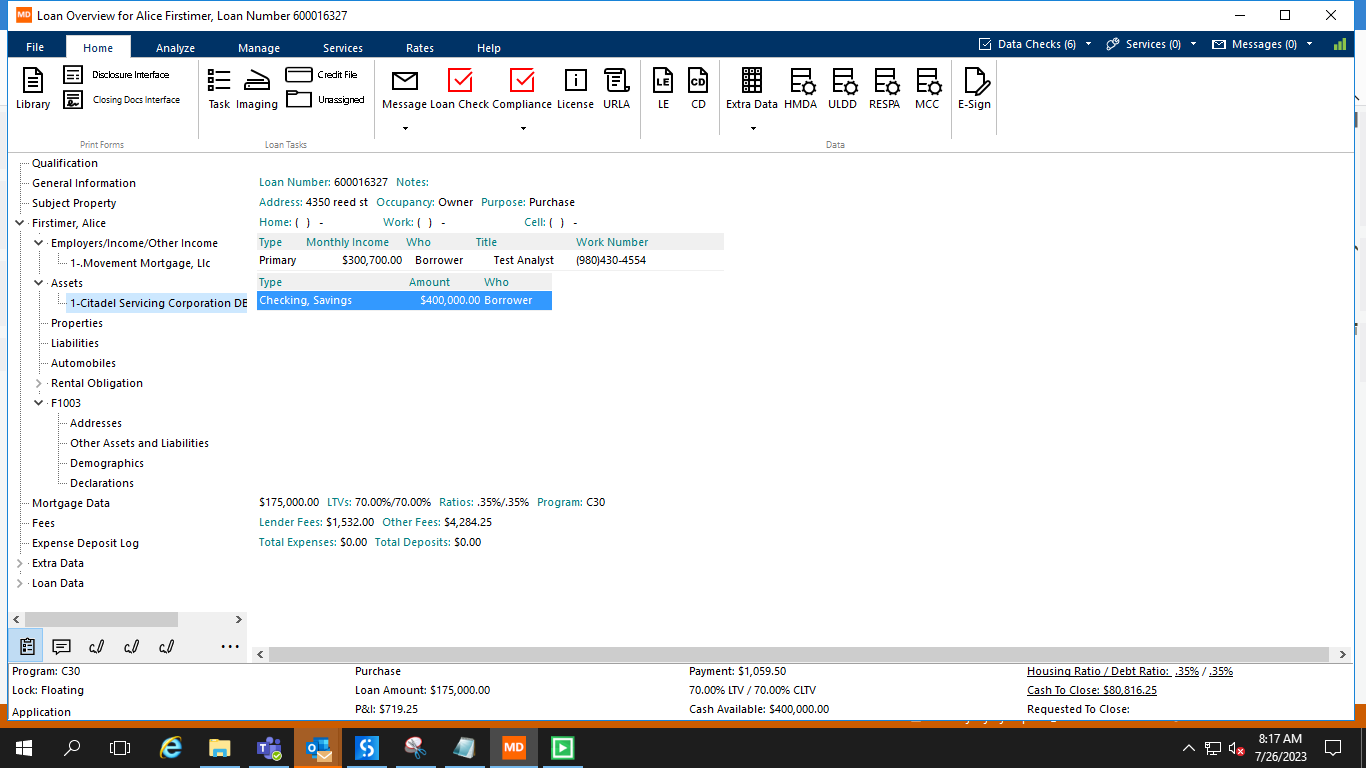 MD Loan Overview for Alice Firstimer, Loan Number 600016327
File Home Analyze Manage Services Rates Help Data Checks (6) Services (0) Messages (0)
Library Disclosure Interface Closing Docs Interface
Task Imaging Credit File Unassigned
Message Loan Check Compliance License URLA
LE LE CD CD
Extra Data HMDA ULDD RESPA MCC E-Sign
Print Forms Loan Tasks Data
Qualification
General Information
Subject Property
Firstimer, Alice
Employers/Income/Other Income
1-.Movement Mortgage, Llc
Assets
1-Citadel Servicing Corporation DB
Properties
Liabilities
Automobiles
Rental Obligation
F1003
Addresses
Other Assets and Liabilities
Demographics
Declarations
Mortgage Data
Fees
Expense Deposit Log
Extra Data
Loan Data
Loan Number: 600016327 Notes:
Address: 4350 reed st Occupancy: Owner Purpose: Purchase
Home: ( ) - Work: ( ) - Cell: ( ) -
Type Monthly Income Who Title Work Number
Primary $300,700.00 Borrower Test Analyst (980)430-4554
Type Amount Who
Checking, Savings $400,000.00 Borrower
$175,000.00 LTVs: 70.00%/70.00% Ratios: .35%/.35% Program: C30
Lender Fees: $1,532.00 Other Fees: $4,284.25
Total Expenses: $0.00 Total Deposits: $0.00
Program: C30 Purchase Payment: $1,059.50 Housing Ratio / Debt Ratio: .35% / .35%
Lock: Floating Loan Amount: $175,000.00 70.00% LTV / 70.00% CLTV Cash To Close: $80,816.25
Application P&I: $719.25 Cash Available: $400,000.00 Requested To Close:
MD
8:17 AM
7/26/2023